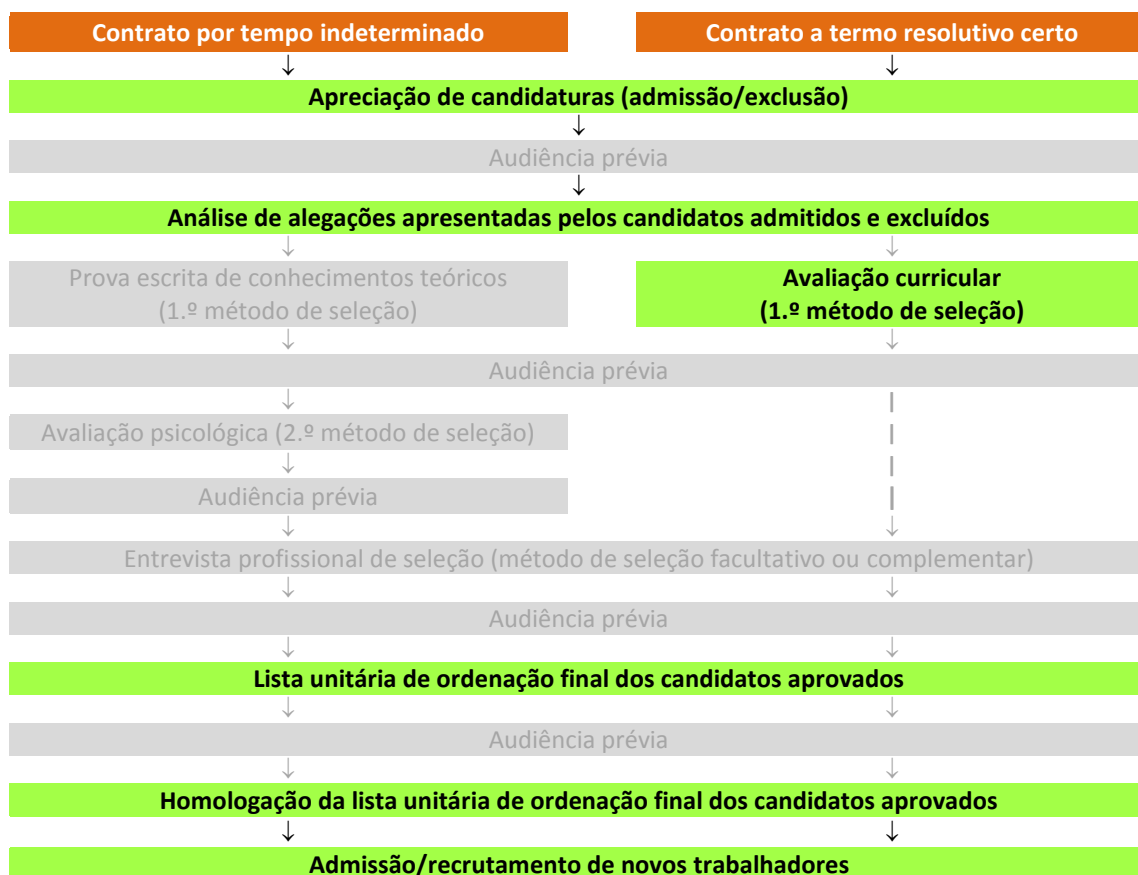 Contrato por tempo indeterminado
Contrato a termo resolutivo certo
↓ ↓
Apreciação de candidaturas (admissão/exclusão)
↓
Audiência prévia
↓
Análise de alegações apresentadas pelos candidatos admitidos e excluídos
↓ ↓
Prova escrita de conhecimentos teóricos
(1.º método de seleção)
Avaliação curricular
(1.º método de seleção)
↓ ↓
Audiência prévia
↓
Avaliação psicológica (2.º método de seleção)
↓
Audiência prévia
↓ ↓
Entrevista profissional de seleção (método de seleção facultativo ou complementar)
↓ ↓
Audiência prévia
↓ ↓
Lista unitária de ordenação final dos candidatos aprovados
↓ ↓
Audiência prévia
↓ ↓
Homologação da lista unitária de ordenação final dos candidatos aprovados
↓ ↓
Admissão/recrutamento de novos trabalhadores